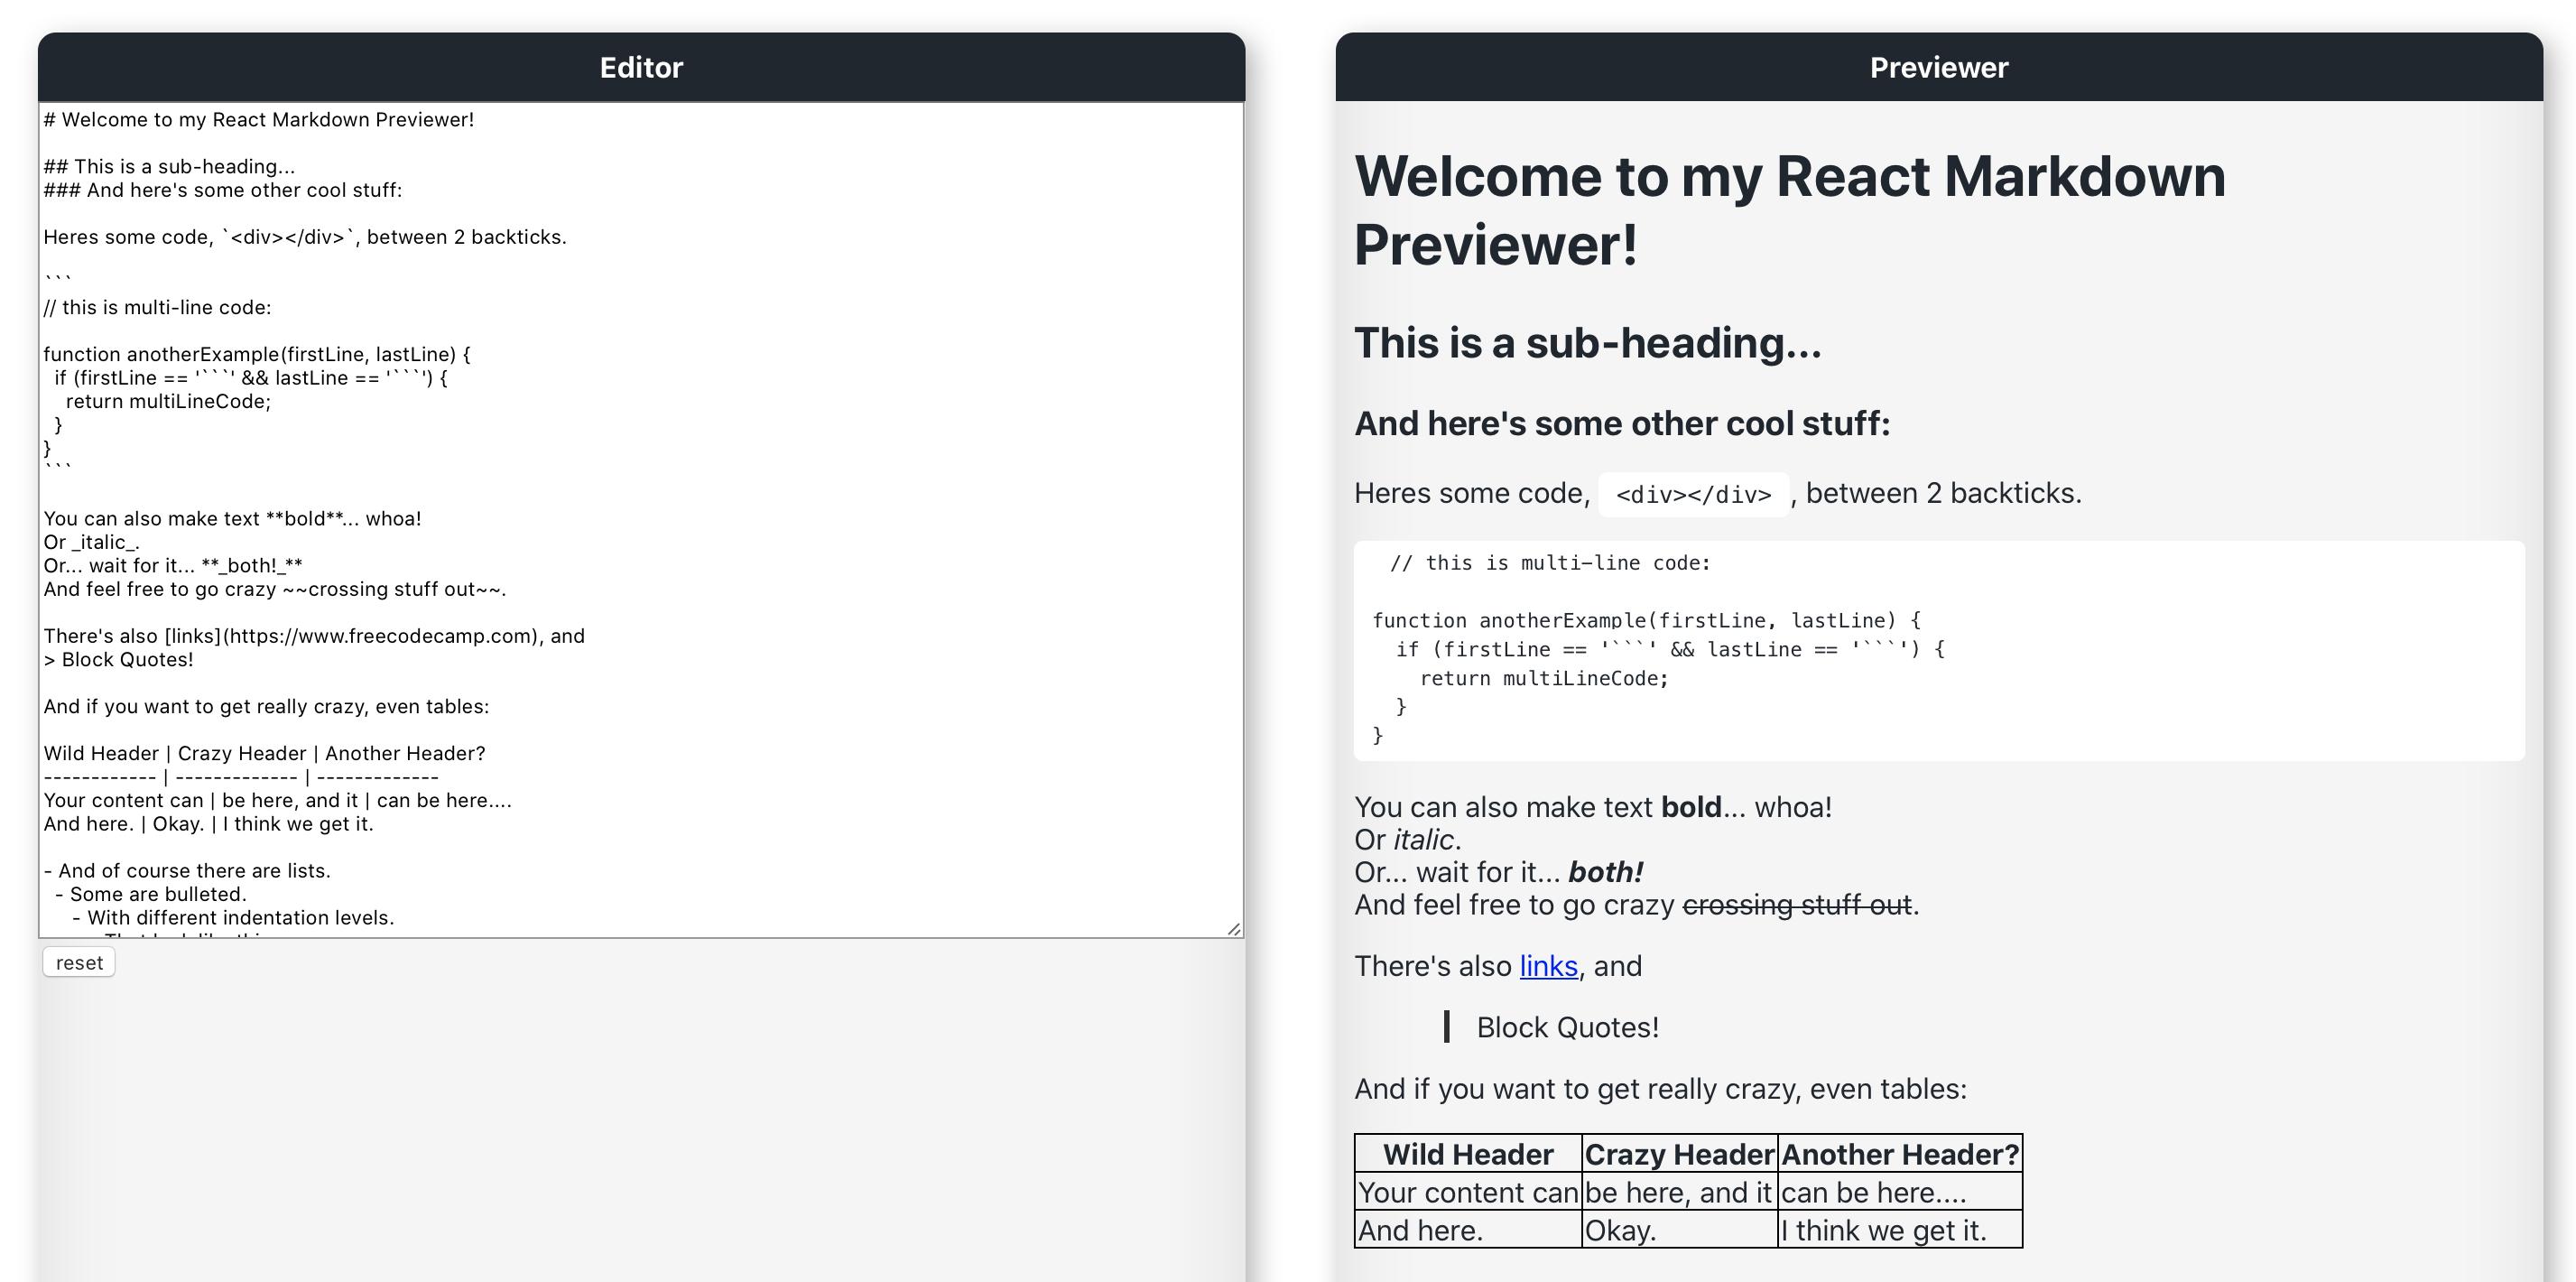 Editor
# Welcome to my React Markdown Previewer!
## This is a sub-heading...
### And here's some other cool stuff:
Heres some code, `<div></div>`, between 2 backticks.
```
// this is multi-line code:
function anotherExample(firstLine, lastLine) {
  if (firstLine == '```' && lastLine == '```') {
    return multiLineCode;
  }
}
```
You can also make text **bold**... whoa!
Or _italic_.
Or... wait for it... **_both!_**
And feel free to go crazy ~~crossing stuff out~~.
There's also [links](https://www.freecodecamp.com), and
> Block Quotes!
And if you want to get really crazy, even tables:
Wild Header | Crazy Header | Another Header?
------------ | ------------- | -------------
Your content can | be here, and it | can be here....
And here. | Okay. | I think we get it.
- And of course there are lists.
  - Some are bulleted.
     - With different indentation levels.
reset
Previewer
Welcome to my React Markdown
Previewer!
This is a sub-heading...
And here's some other cool stuff:
Heres some code, <div></div>, between 2 backticks.
// this is multi-line code:
function anotherExample(firstLine, lastLine) {
  if (firstLine == '```' && lastLine == '```') {
    return multiLineCode;
  }
}
You can also make text bold... whoa!
Or italic.
Or... wait for it... both!
And feel free to go crazy crossing stuff out.
There's also links, and
Block Quotes!
And if you want to get really crazy, even tables:
Wild Header Crazy Header Another Header?
Your content can be here, and it can be here....
And here. Okay. I think we get it.